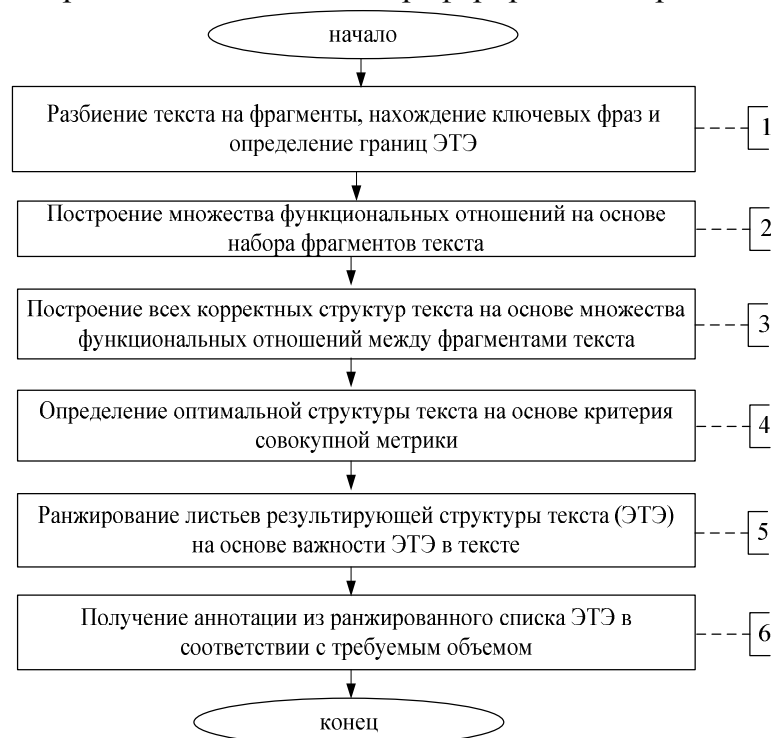 начало
Разбиение текста на фрагменты, нахождение ключевых фраз и
определение границ ЭТЭ
1
Построение множества функциональных отношений на основе
набора фрагментов текста
2
Построение всех корректных структур текста на основе множества
функциональных отношений между фрагментами текста
3
Определение оптимальной структуры текста на основе критерия
совокупной метрики
4
Ранжирование листьев результирующей структуры текста (ЭТЭ)
на основе важности ЭТЭ в тексте
5
Получение аннотации из ранжированного списка ЭТЭ в
соответствии с требуемым объемом
6
конец